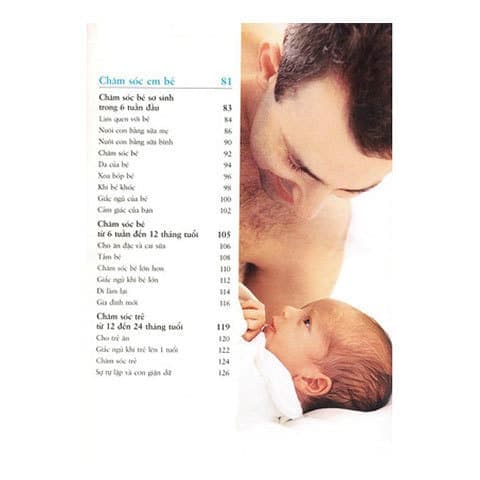 Chăm sóc em bé 81
Chăm sóc bé sơ sinh
trong 6 tuần đầu 83
Làm quen với bé 84
Nuôi con bằng sữa mẹ 86
Nuôi con bằng sữa bình 90
Chăm sóc bé 92
Da của bé 94
Xoa bóp bé 96
Khi bé khóc 98
Giấc ngủ của bé 100
Cảm giác của bạn 102
Chăm sóc bé
từ 6 tuần đến 12 tháng tuổi 105
Cho ăn dặc và cai sữa 106
Tắm bé 108
Chăm sóc bé lớn hơn 110
Giấc ngủ khi bé lớn 112
Đi làm lại 114
Gia đình mới 116
Chăm sóc trẻ
từ 12 đến 24 tháng tuổi 119
Cho trẻ ăn 120
Giấc ngủ khi trẻ lên 1 tuổi 122
Chăm sóc trẻ 124
Sự tự lập và cơn giận dữ 126